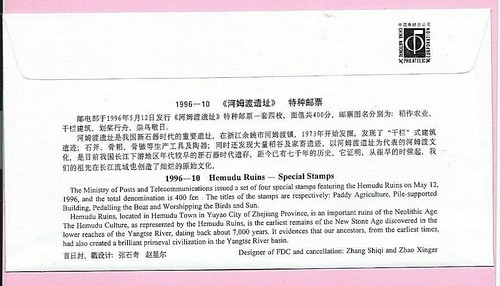 中国集邮总公司
CHINA NATIONAL
PHILATELIC
CORPORATION
1996—10 《河姆渡遗址》 特种邮票
邮电部于1996年5月12日发行《河姆渡遗址》特种邮票一套四枚，面值共400分，邮票图名分别为：稻作农业、
干栏建筑、划桨行舟、崇鸟敬日。
河姆渡遗址是我国新石器时代的重要遗址，在浙江余姚市河姆渡镇，1973年开始发掘，发现了“干栏”式建筑
遗迹；石斧、骨耜、骨镞等生产工具及陶器；同时还发现大量稻谷及家畜遗迹，以河姆渡遗址为代表的河姆渡文
化，是目前我国长江下游地区年代较早的新石器时代遗存，距今已有七千年的历史，它证明，从很早的时候起，我
们的祖先在长江流域也创造了灿烂的原始文化。
1996—10 Hemudu Ruins — Special Stamps
The Ministry of Posts and Telecommunications issued a set of four special stamps featuring the Hemudu Ruins on May 12,
1996, and the total denomination is 400 fen . The titles of the stamps are respectively: Paddy Agriculture, Pile-supported
Building, Pedalling the Beat and Worshipping the Birds and Sun.
Hemudu Ruins, located in Hemudu Town in Yuyao City of Zhejiang Province, is an important ruins of the Neolithic Age.
The Hemudu Culture, as represented by the Hemudu Ruins, is the earliest remains of the New Stone Age discovered in the
lower reaches of the Yangtse River, dating back about 7,000 years. It evidences that our ancestors, from the earliest times,
had also created a brilliant primeval civilization in the Yangtse River basin.
首日封、戳设计：张石奇 赵星尔 Designer of FDC and cancellation: Zhang Shiqi and Zhao Xinger